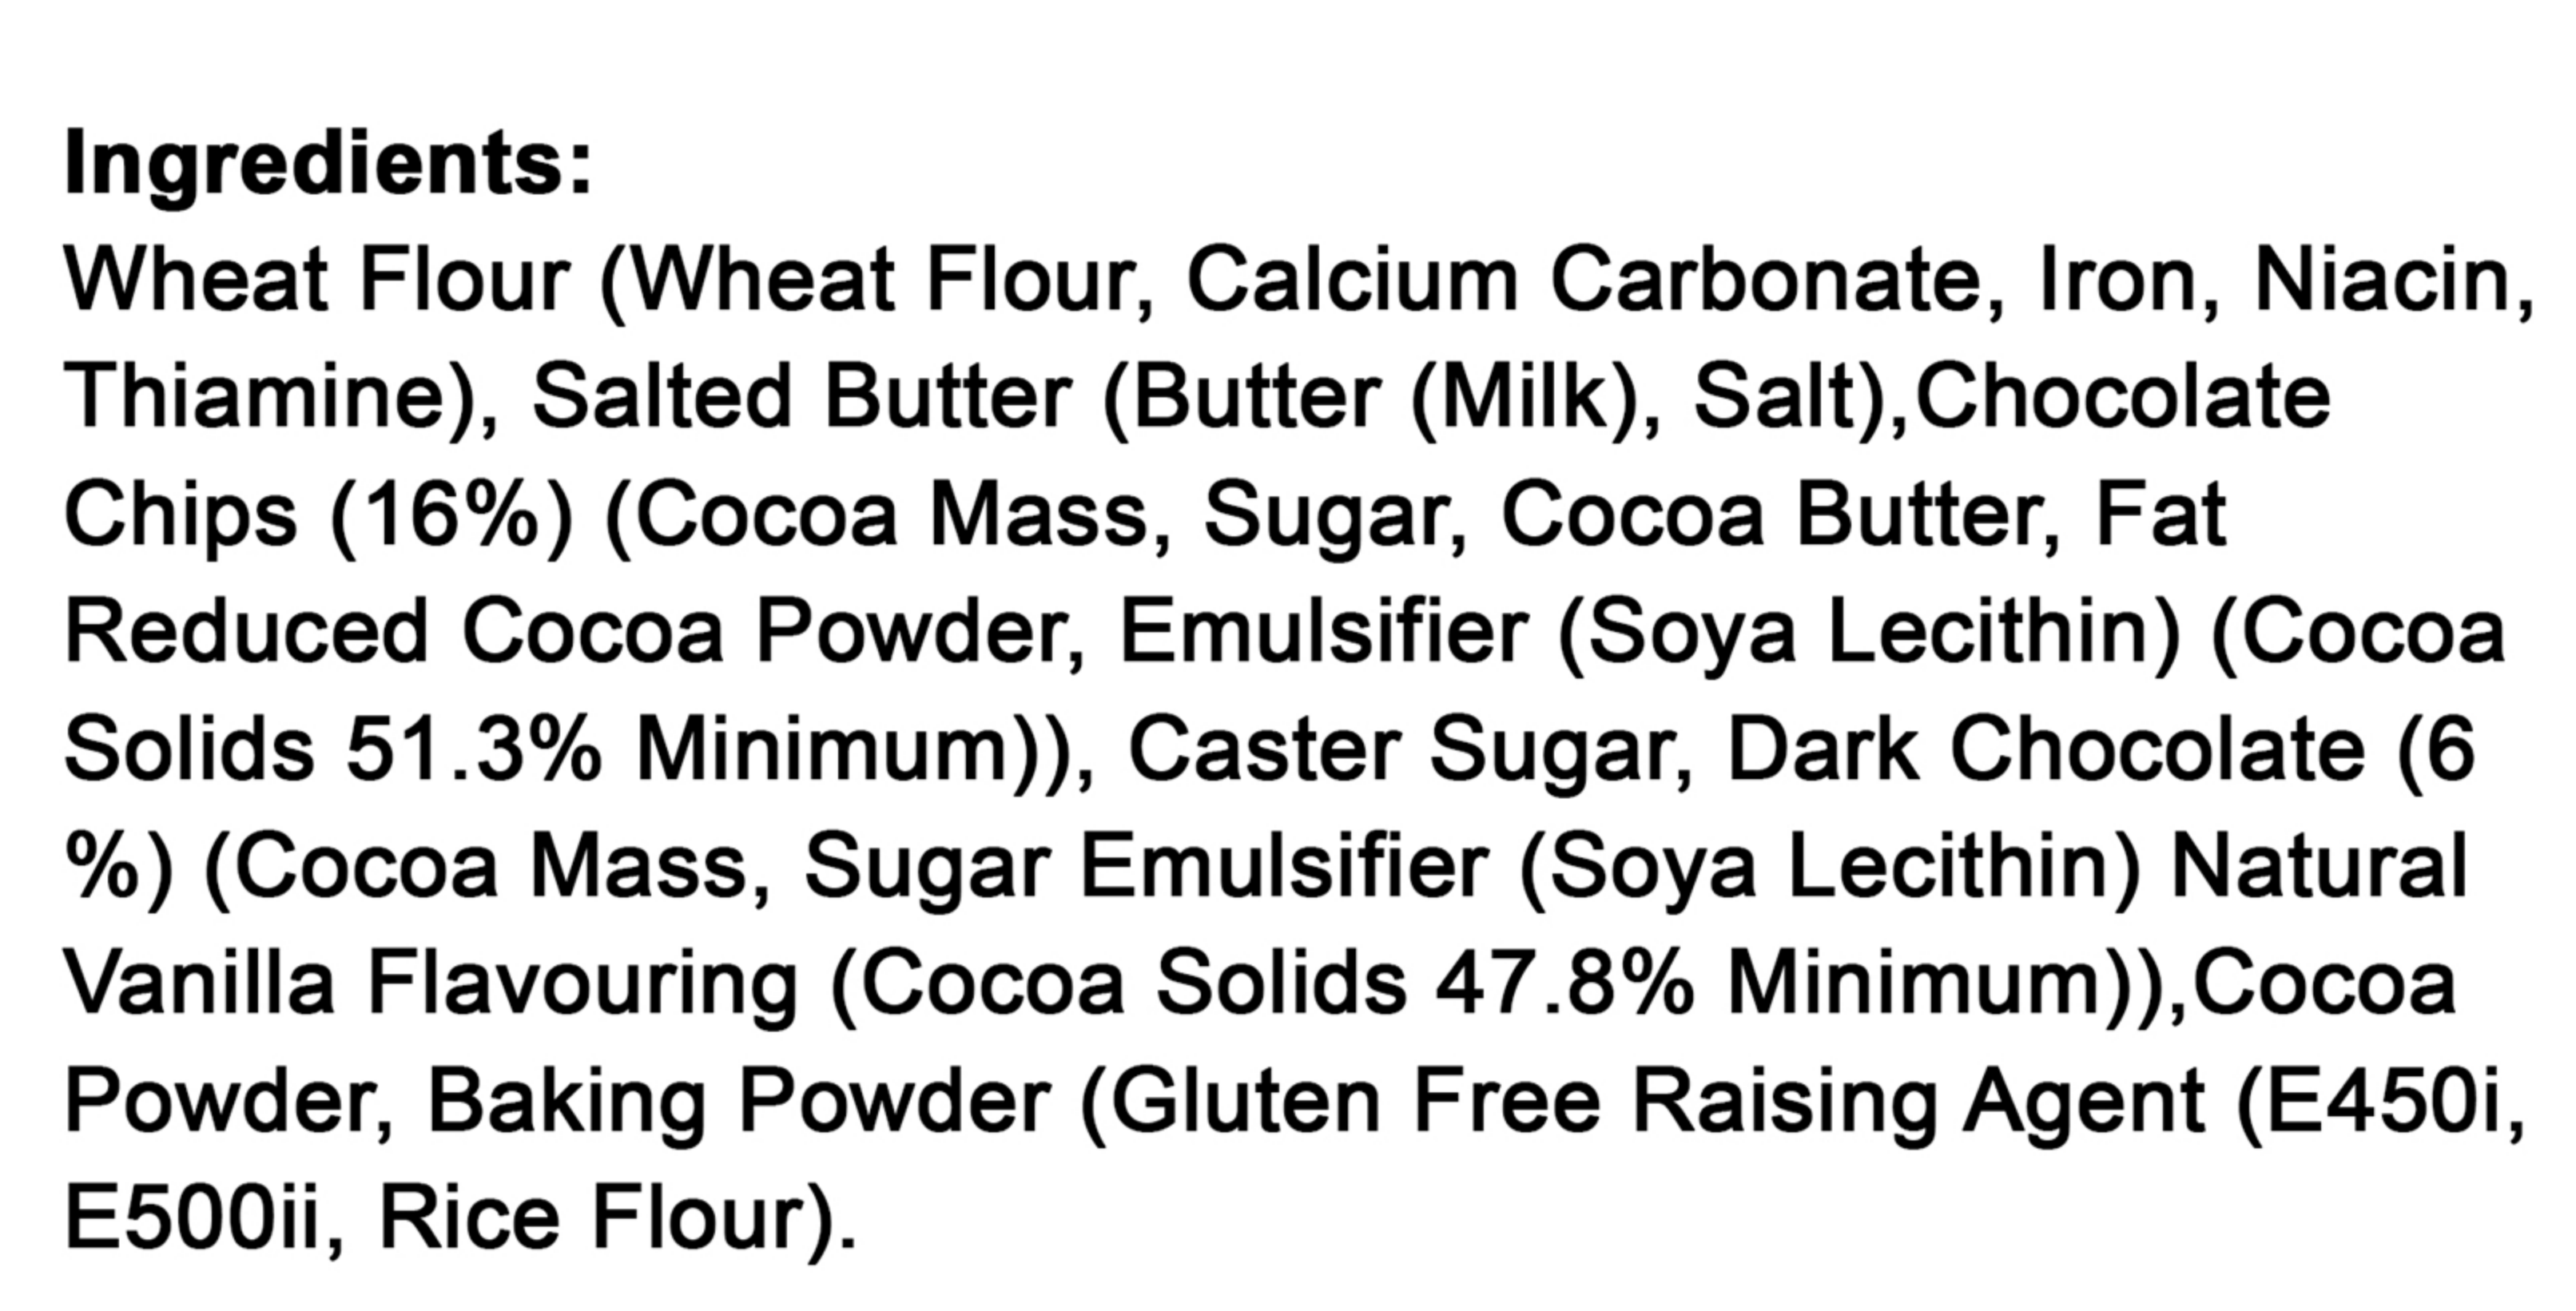 Ingredients:
Wheat Flour (Wheat Flour, Calcium Carbonate, Iron, Niacin,
Thiamine), Salted Butter (Butter (Milk), Salt),Chocolate
Chips (16%) (Cocoa Mass, Sugar, Cocoa Butter, Fat
Reduced Cocoa Powder, Emulsifier (Soya Lecithin) (Cocoa
Solids 51.3% Minimum)), Caster Sugar, Dark Chocolate (6
%) (Cocoa Mass, Sugar Emulsifier (Soya Lecithin) Natural
Vanilla Flavouring (Cocoa Solids 47.8% Minimum)),Cocoa
Powder, Baking Powder (Gluten Free Raising Agent (E450i,
E500ii, Rice Flour).